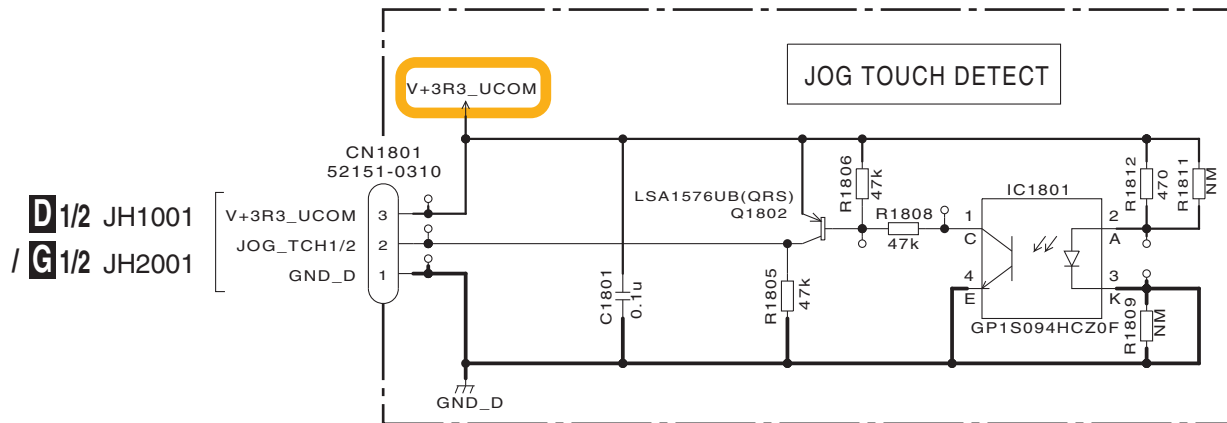 JOG TOUCH DETECT
V+3R3_UCOM
CN1801
52151-0310
D 1/2 JH1001
/ G 1/2 JH2001
V+3R3_UCOM 3
JOG_TCH1/2 2
GND_D 1
GND_D
C1801
0.1u
LSA1576UB(QRS)
Q1802
R1805
47k
R1806
47k
R1808
47k
IC1801
1
C
4
E
2
A
3
K
GP1S094HCZ0F
R1812
470
R1811
NM
R1809
NM